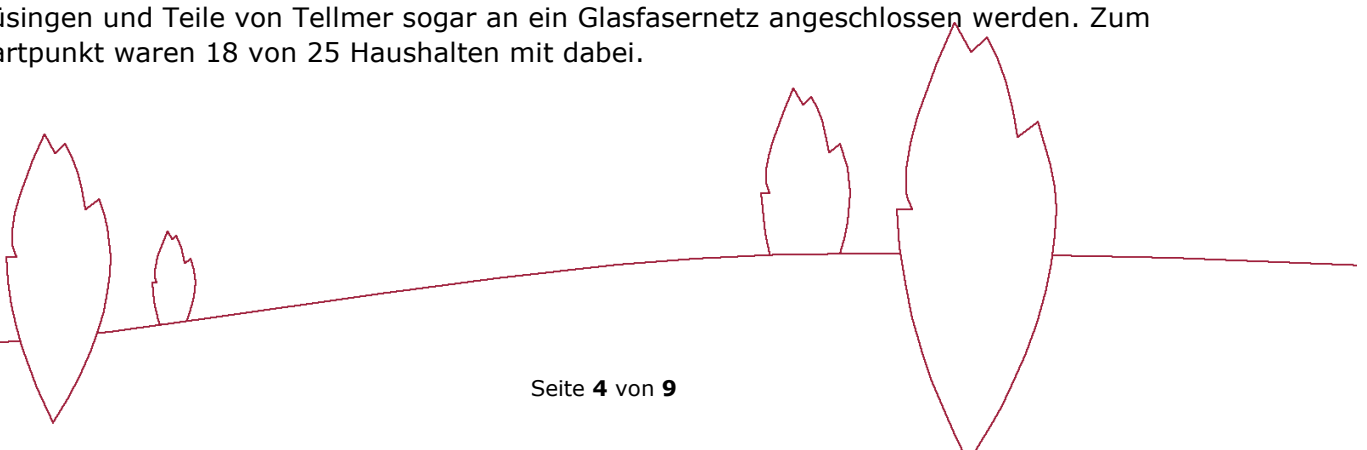 üsingen und Teile von Tellmer sogar an ein Glasfasernetz angeschlossen werden. Zum
artpunkt waren 18 von 25 Haushalten mit dabei.
Seite 4 von 9